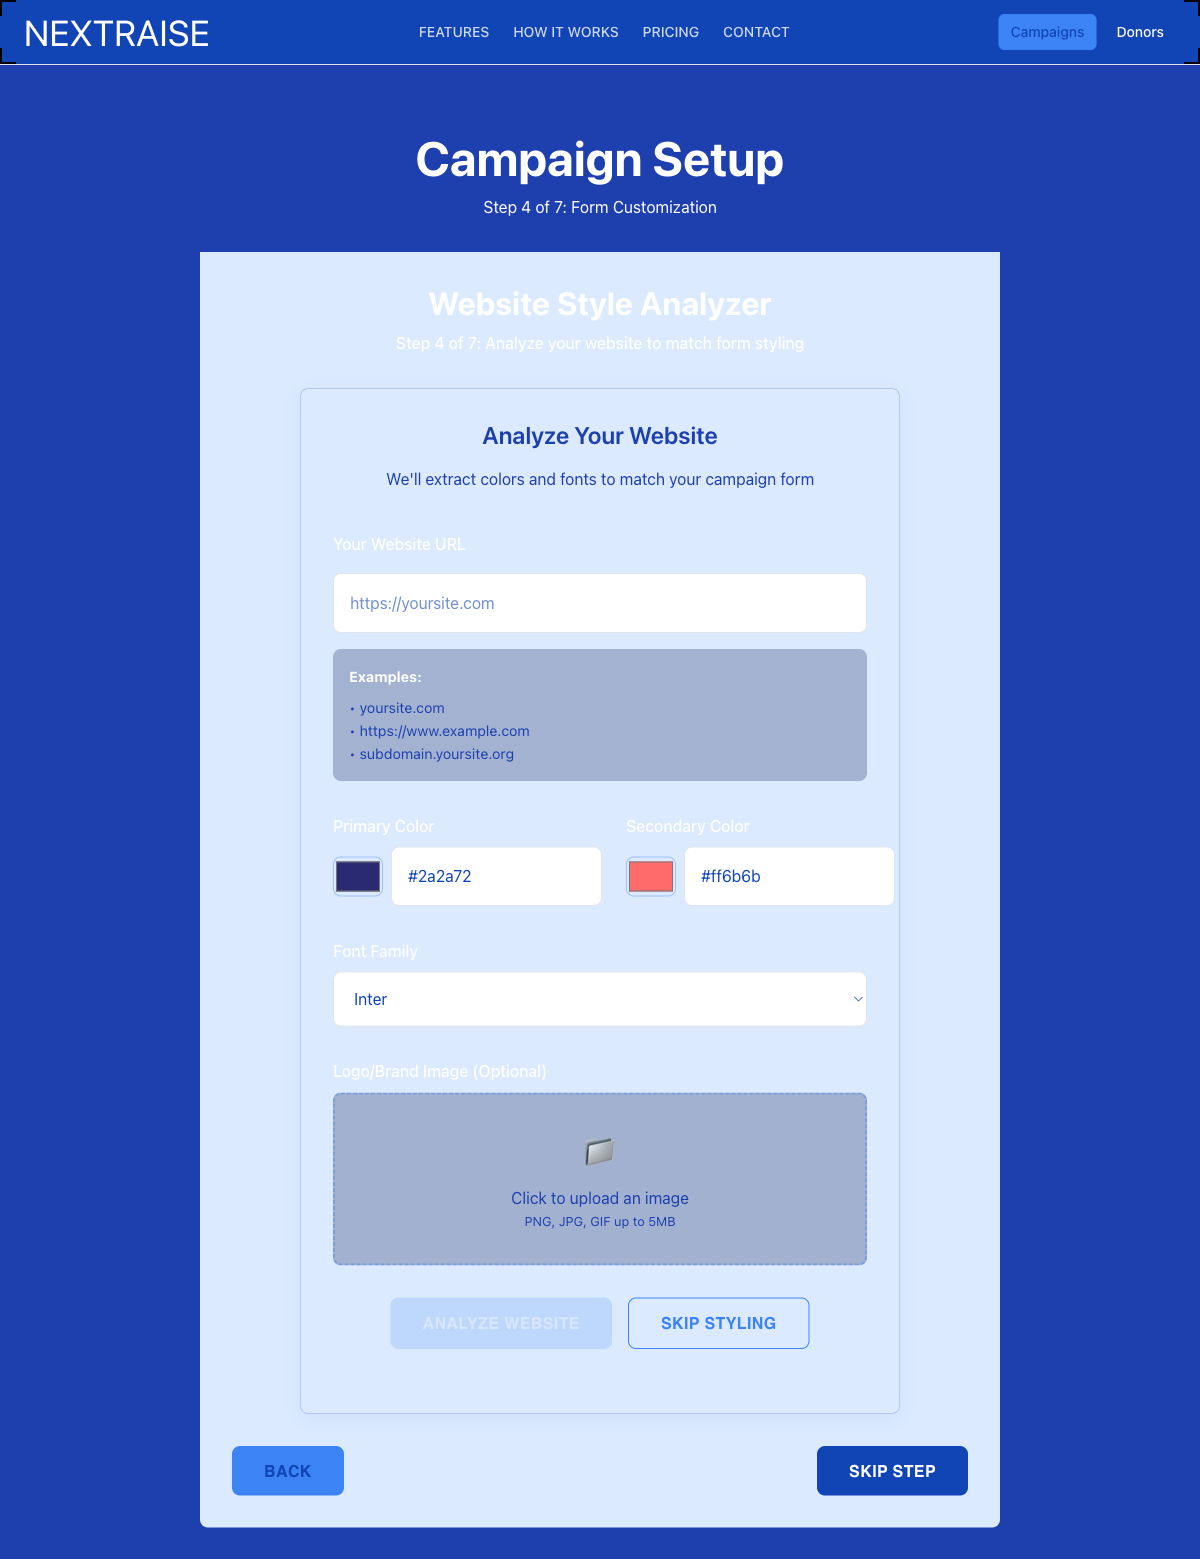 NEXTRAISE
FEATURES
HOW IT WORKS
PRICING
CONTACT
Campaigns
Donors
Campaign Setup
Step 4 of 7: Form Customization
Website Style Analyzer
Step 4 of 7: Analyze your website to match form styling
Analyze Your Website
We'll extract colors and fonts to match your campaign form
Your Website URL
https://yoursite.com
Examples:
• yoursite.com
• https://www.example.com
• subdomain.yoursite.org
Primary Color
Secondary Color
#2a2a72
#ff6b6b
Font Family
Inter
Logo/Brand Image (Optional)
Click to upload an image
PNG, JPG, GIF up to 5MB
ANALYZE WEBSITE
SKIP STYLING
BACK
SKIP STEP